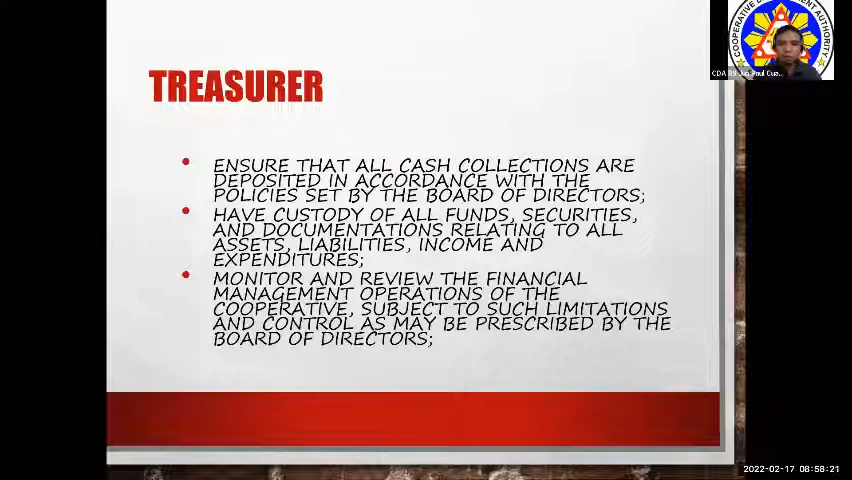 COOPERATIVE DEVELOPMENT AUTHORITY
TREASURER
• ENSURE THAT ALL CASH COLLECTIONS ARE
DEPOSITED IN ACCORDANCE WITH THE
POLICIES SET BY THE BOARD OF DIRECTORS;
• HAVE CUSTODY OF ALL FUNDS, SECURITIES,
AND DOCUMENTATIONS RELATING TO ALL
ASSETS, LIABILITIES, INCOME AND
EXPENDITURES;
• MONITOR AND REVIEW THE FINANCIAL
MANAGEMENT OPERATIONS OF THE
COOPERATIVE, SUBJECT TO SUCH LIMITATIONS
AND CONTROL AS MAY BE PRESCRIBED BY THE
BOARD OF DIRECTORS;
2022-02-17 08:58:21